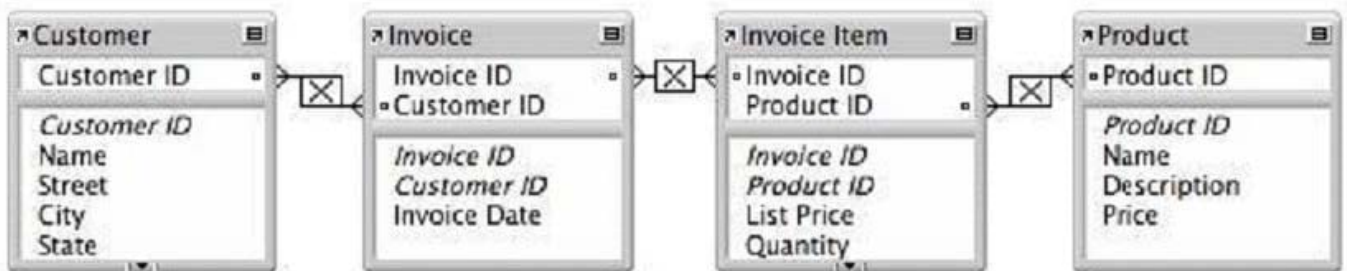 Customer
Customer ID
Customer ID
Name
Street
City
State
Invoice
Invoice ID
Customer ID
Invoice ID
Customer ID
Invoice Date
Invoice Item
Invoice ID
Product ID
Invoice ID
Product ID
List Price
Quantity
Product
Product ID
Product ID
Name
Description
Price